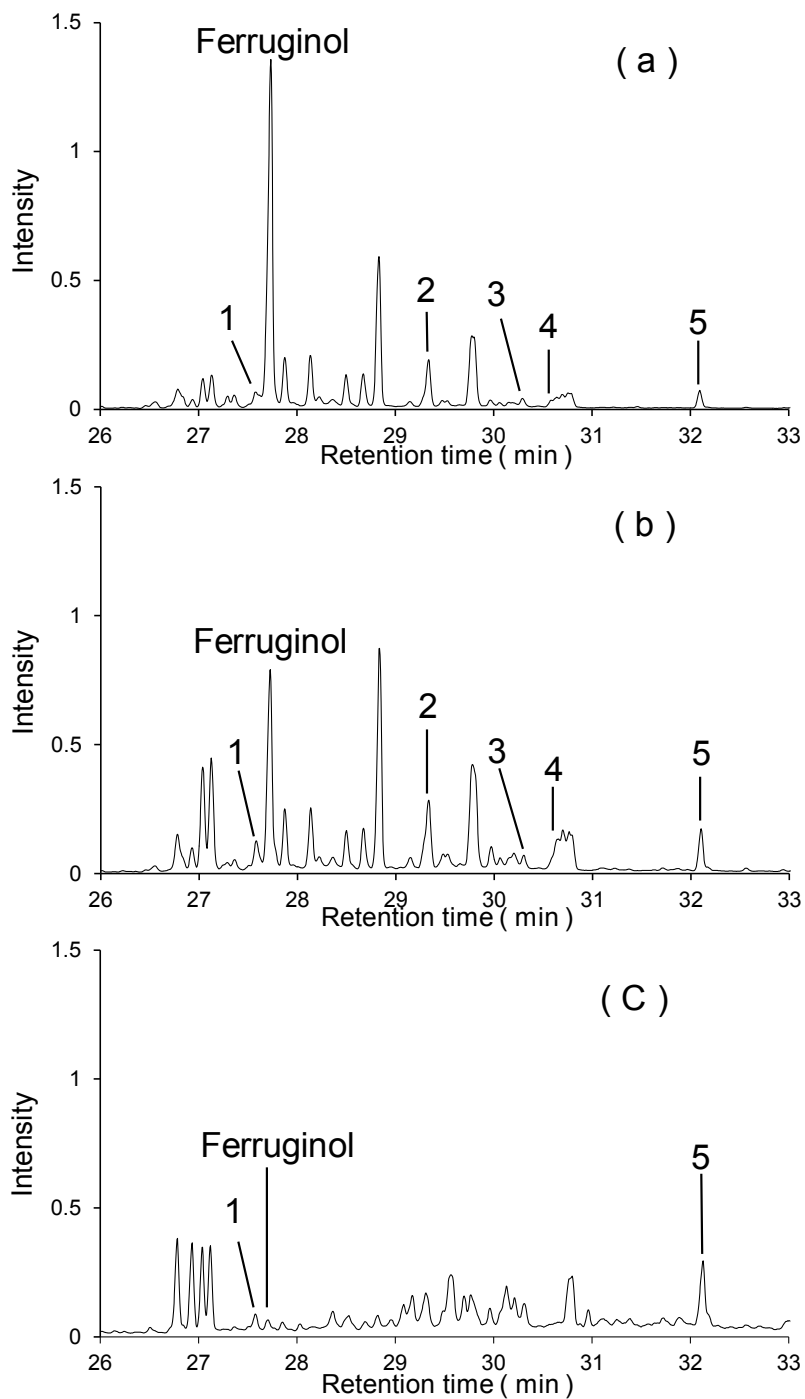 1.5
( a )
Ferruginol
1
Intensity
0.5
1
2
3
4
5
0
26 27 28 29 30 31 32 33
Retention time ( min )
1.5
( b )
1
Ferruginol
Intensity
0.5
1
2
3
4
5
0
26 27 28 29 30 31 32 33
Retention time ( min )
1.5
( C )
1
Ferruginol
Intensity
0.5
1
5
0
26 27 28 29 30 31 32 33
Retention time ( min )